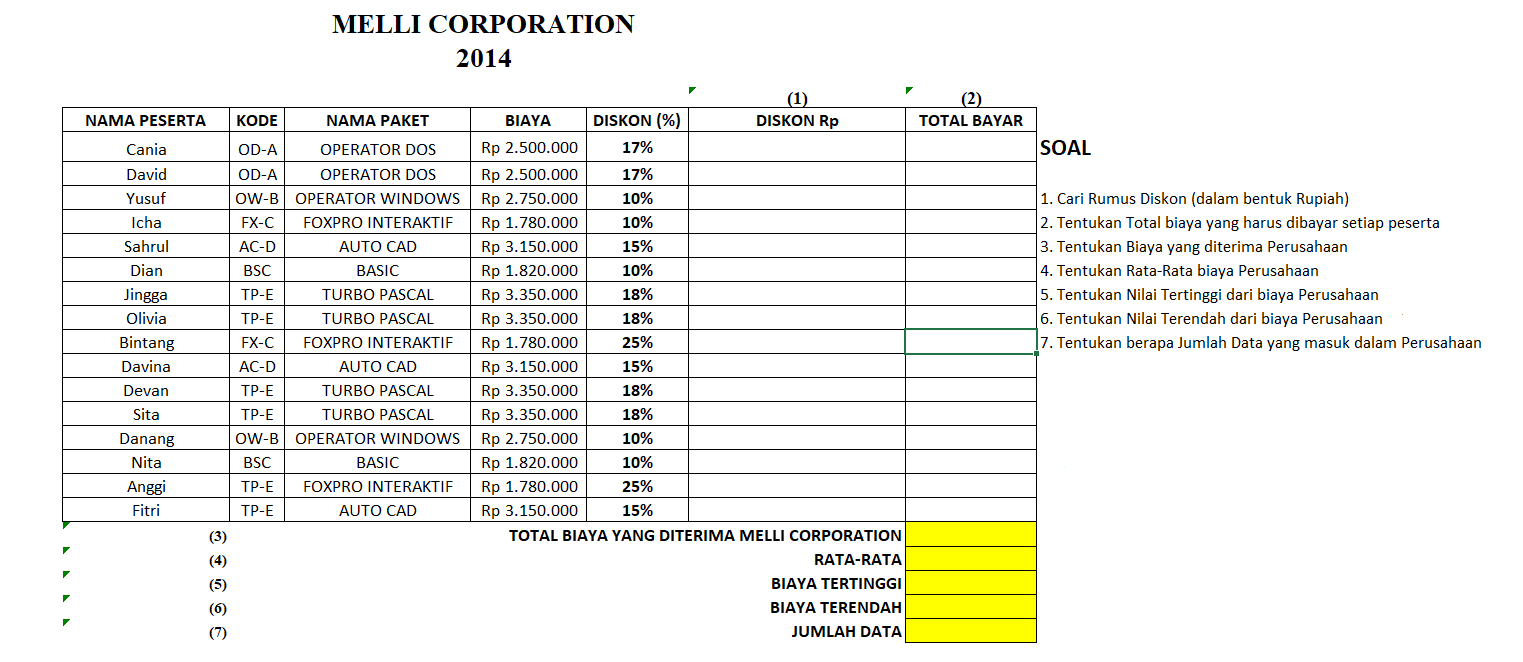 MELLI CORPORATION
2014
(1) (2)
NAMA PESERTA KODE NAMA PAKET BIAYA DISKON (%) DISKON Rp TOTAL BAYAR
Cania OD-A OPERATOR DOS Rp 2.500.000 17%
SOAL
David OD-A OPERATOR DOS Rp 2.500.000 17%
Yusuf OW-B OPERATOR WINDOWS Rp 2.750.000 10% 1. Cari Rumus Diskon (dalam bentuk Rupiah)
Icha FX-C FOXPRO INTERAKTIF Rp 1.780.000 10% 2. Tentukan Total biaya yang harus dibayar setiap peserta
Sahrul AC-D AUTO CAD Rp 3.150.000 15% 3. Tentukan Biaya yang diterima Perusahaan
Dian BSC BASIC Rp 1.820.000 10% 4. Tentukan Rata-Rata biaya Perusahaan
Jingga TP-E TURBO PASCAL Rp 3.350.000 18% 5. Tentukan Nilai Tertinggi dari biaya Perusahaan
Olivia TP-E TURBO PASCAL Rp 3.350.000 18% 6. Tentukan Nilai Terendah dari biaya Perusahaan
Bintang FX-C FOXPRO INTERAKTIF Rp 1.780.000 25% 7. Tentukan berapa Jumlah Data yang masuk dalam Perusahaan
Davina AC-D AUTO CAD Rp 3.150.000 15%
Devan TP-E TURBO PASCAL Rp 3.350.000 18%
Sita TP-E TURBO PASCAL Rp 3.350.000 18%
Danang OW-B OPERATOR WINDOWS Rp 2.750.000 10%
Nita BSC BASIC Rp 1.820.000 10%
Anggi TP-E FOXPRO INTERAKTIF Rp 1.780.000 25%
Fitri TP-E AUTO CAD Rp 3.150.000 15%
(3) TOTAL BIAYA YANG DITERIMA MELLI CORPORATION
(4) RATA-RATA
(5) BIAYA TERTINGGI
(6) BIAYA TERENDAH
(7) JUMLAH DATA